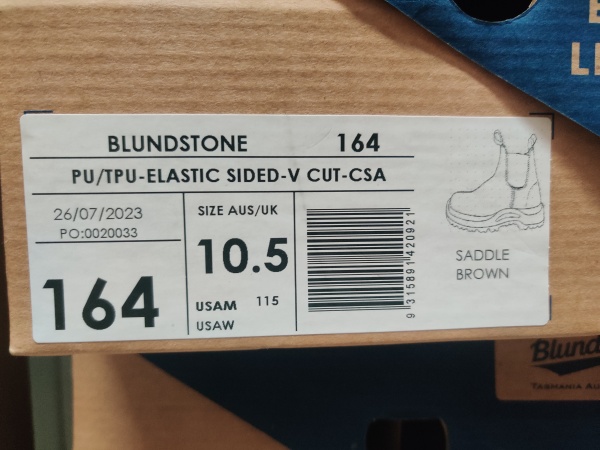 BLUNDSTONE 164
PU/TPU-ELASTIC SIDED-V CUT-CSA
26/07/2023
PO:0020033
164
SIZE AUS/UK
10.5
USAM 115
USAW
9 315891 420921
SADDLE
BROWN
TASMANIA